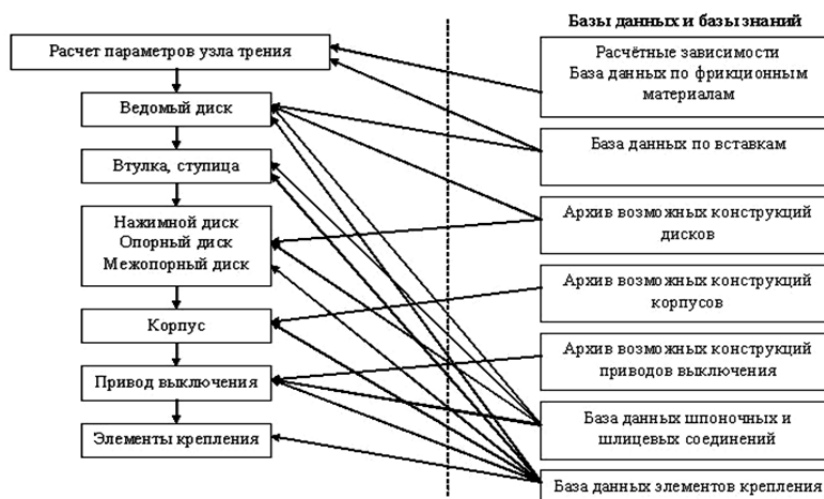 Базы данных и базы знаний
Расчет параметров узла трения
Ведомый диск
Втулка, ступица
Нажимной диск
Опорный диск
Межопорный диск
Корпус
Привод выключения
Элементы крепления
Расчётные зависимости
База данных по фрикционным
материалам
База данных по вставкам
Архив возможных конструкций
дисков
Архив возможных конструкций
корпусов
Архив возможных конструкций
приводов выключения
База данных шпоночных и
шлицевых соединений
База данных элементов крепления